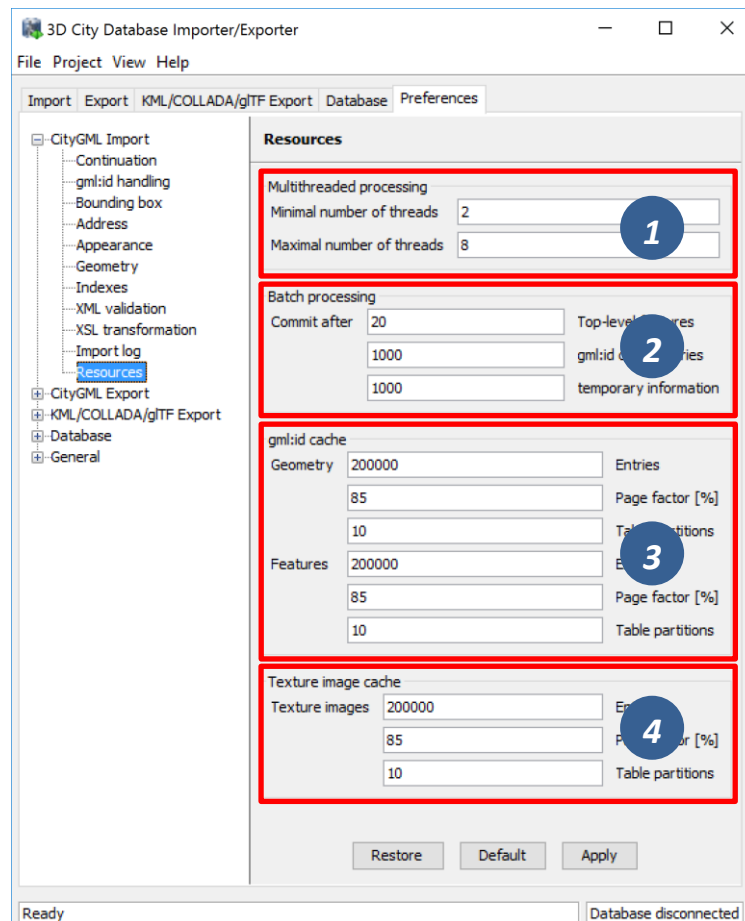 3D City Database Importer/Exporter
File Project View Help
Import Export KML/COLLADA/glTF Export Database Preferences
CityGML Import
Continuation
gml:id handling
Bounding box
Address
Appearance
Geometry
Indexes
XML validation
XSL transformation
Import log
Resources
CityGML Export
KML/COLLADA/glTF Export
Database
General
Resources
Multithreaded processing
Minimal number of threads 2
Maximal number of threads 8
1
Batch processing
Commit after 20 Top-level
1000 gml:id
1000 temporary information
2
gml:id cache
Geometry 200000 Entries
85 Page factor [%]
10
Features 200000
85 Page factor [%]
10 Table partitions
3
Texture image cache
Texture images 200000
85 [%]
10 Table partitions
4
Restore Default Apply
Ready Database disconnected